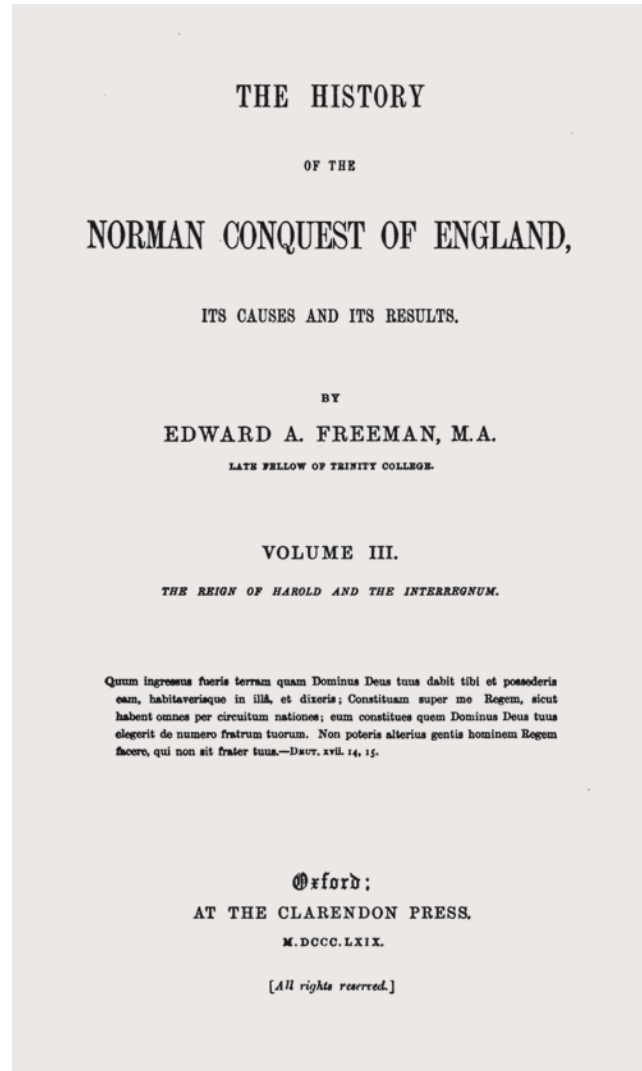 THE HISTORY
OF THE
NORMAN CONQUEST OF ENGLAND,
ITS CAUSES AND ITS RESULTS.
BY
EDWARD A. FREEMAN, M.A.
LATE FELLOW OF TRINITY COLLEGE.
VOLUME III.
THE REIGN OF HAROLD AND THE INTERREGNUM.
Quum ingressus fueris terram quam Dominus Deus tuus dabit tibi et possederis
eam, habitaverisque in illâ, et dixeris; Constituam super me Regem, sicut
habent omnes per circuitum nationes; eum constitues quem Dominus Deus tuus
elegerit de numero fratrum tuorum. Non poteris alterius gentis hominem Regem
facere, qui non sit frater tuus.—DEUT. xvii. 14, 15.
Oxford:
AT THE CLARENDON PRESS.
M.DCCC.LXIX.
[All rights reserved.]